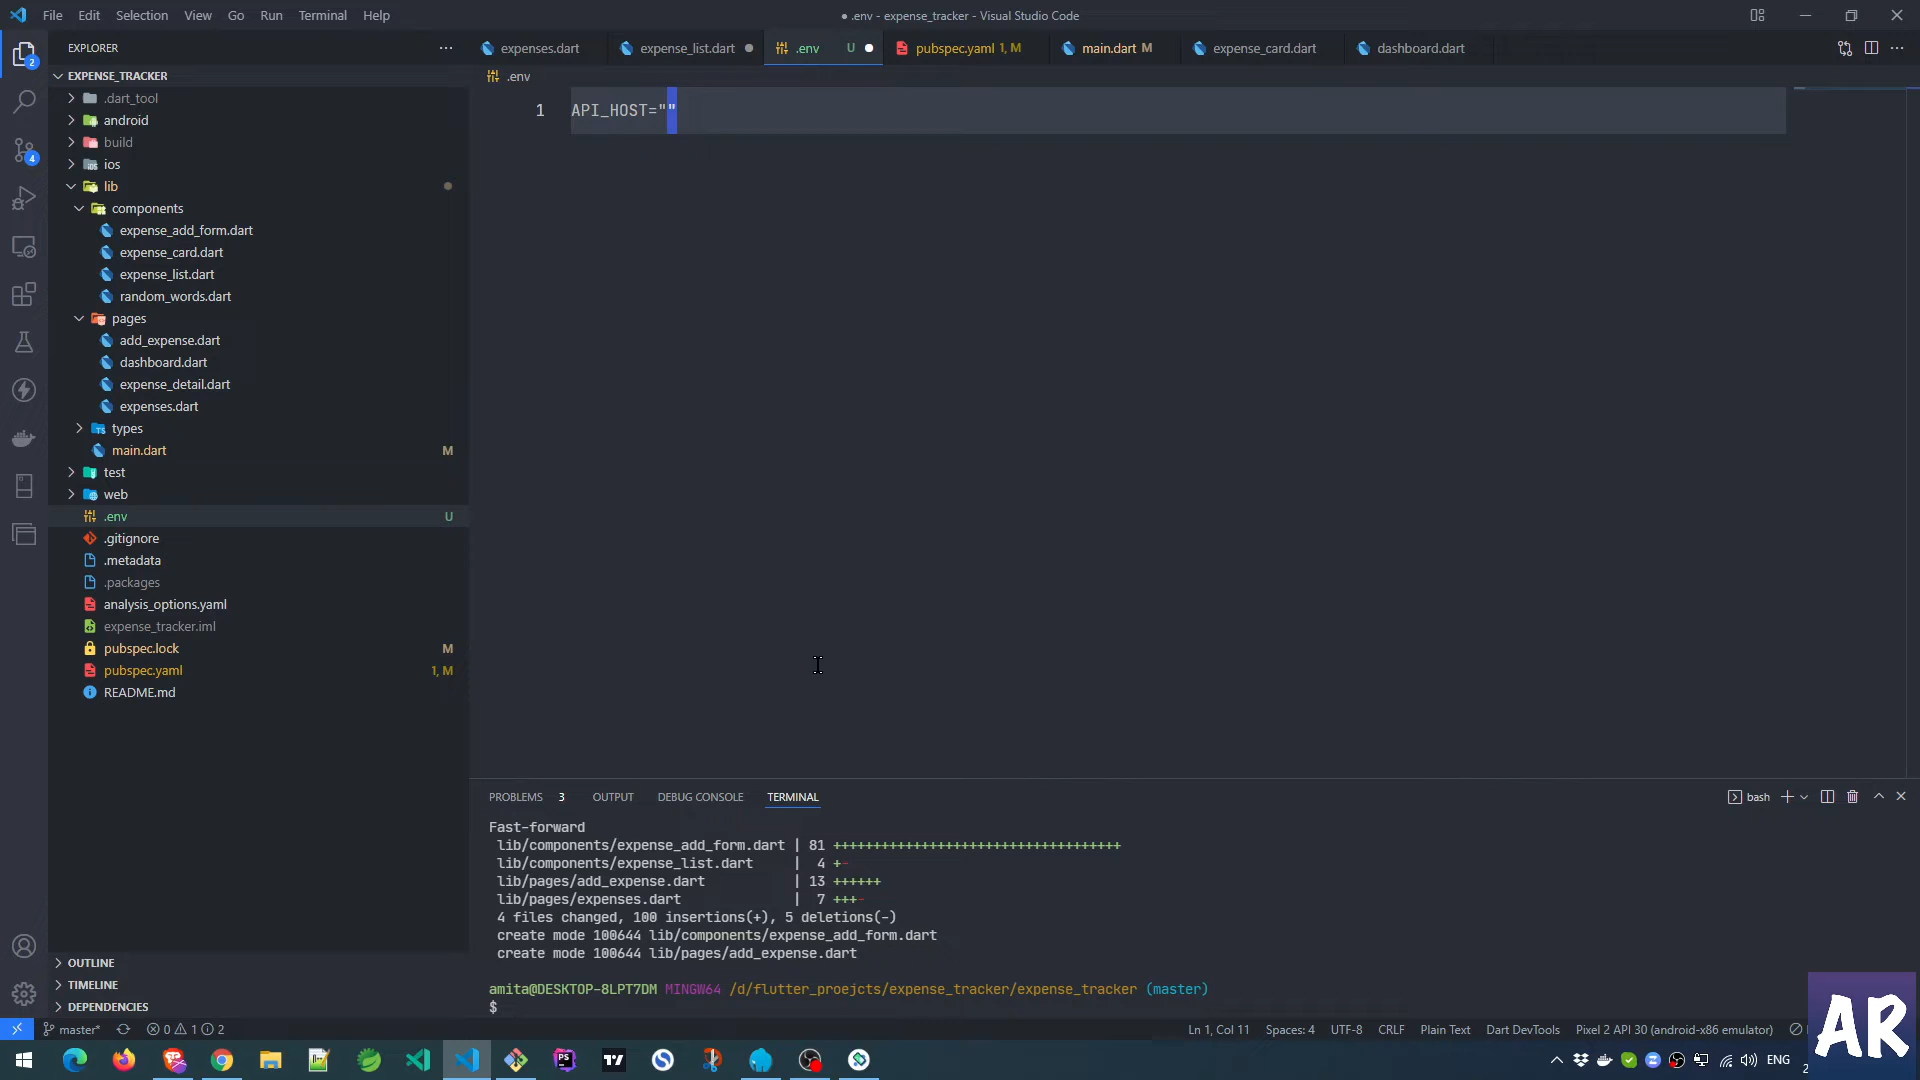 File Edit Selection View Go Run Terminal Help
● .env - expense_tracker - Visual Studio Code
EXPLORER
expenses.dart
expense_list.dart
.env U
pubspec.yaml 1, M
main.dart M
expense_card.dart
dashboard.dart
2
EXPENSE_TRACKER
.env
.dart_tool
1 API_HOST=""
android
build
4
ios
lib
components
expense_add_form.dart
expense_card.dart
expense_list.dart
random_words.dart
pages
add_expense.dart
dashboard.dart
expense_detail.dart
expenses.dart
types
main.dart M
test
web
.env U
.gitignore
.metadata
.packages
analysis_options.yaml
expense_tracker.iml
pubspec.lock M
pubspec.yaml 1, M
README.md
PROBLEMS 3 OUTPUT DEBUG CONSOLE TERMINAL
bash
Fast-forward
lib/components/expense_add_form.dart | 81 ++++++++++++++++++++++++++++++++++++
lib/components/expense_list.dart | 4 +-
lib/pages/add_expense.dart | 13 ++++++
lib/pages/expenses.dart | 7 +++-
4 files changed, 100 insertions(+), 5 deletions(-)
create mode 100644 lib/components/expense_add_form.dart
create mode 100644 lib/pages/add_expense.dart
amita@DESKTOP-8LPT7DM MINGW64 /d/flutter_proejcts/expense_tracker/expense_tracker (master)
$
OUTLINE
TIMELINE
DEPENDENCIES
master* 0 1 2
Ln 1, Col 11 Spaces: 4 UTF-8 CRLF Plain Text Dart DevTools Pixel 2 API 30 (android-x86 emulator)
AR
PS
ENG